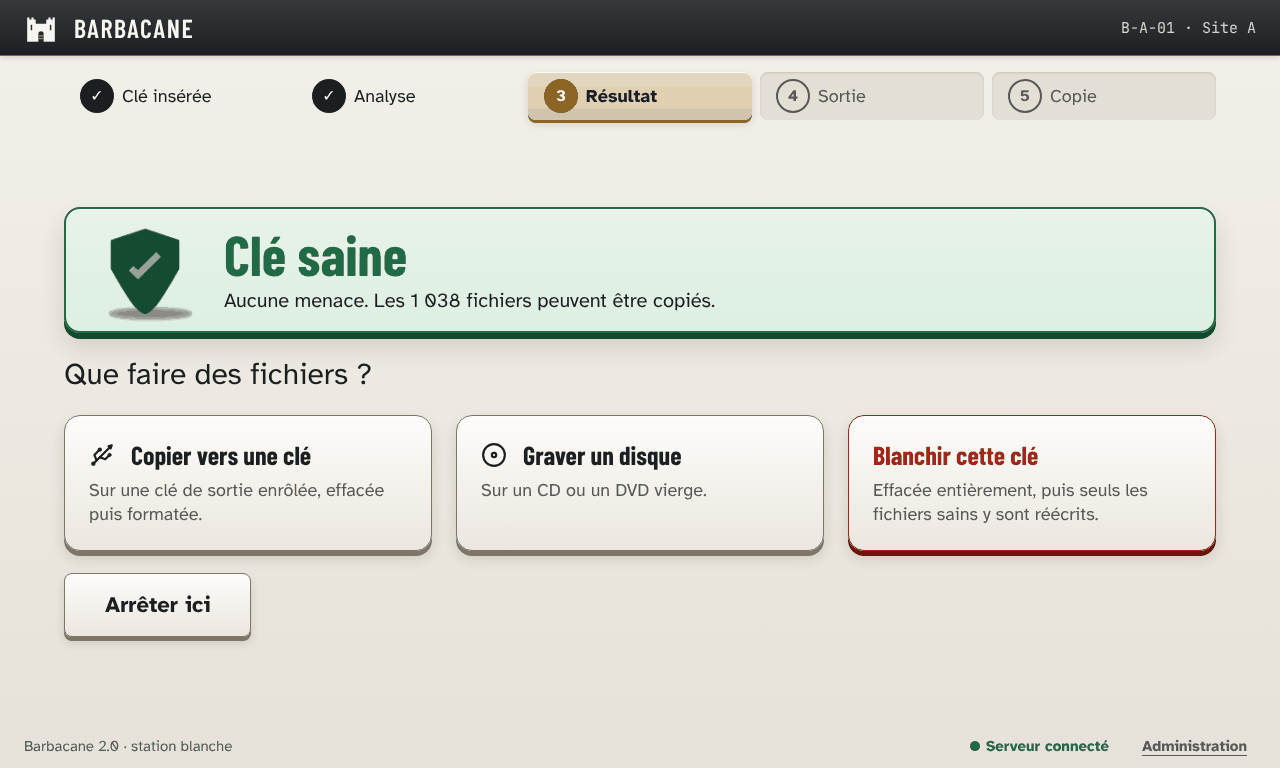 BARBACANE
B-A-01 · Site A
✓ Clé insérée
✓ Analyse
3 Résultat
4 Sortie
5 Copie
Clé saine
Aucune menace. Les 1 038 fichiers peuvent être copiés.
Que faire des fichiers ?
Copier vers une clé
Sur une clé de sortie enrôlée, effacée
puis formatée.
Graver un disque
Sur un CD ou un DVD vierge.
Blanchir cette clé
Effacée entièrement, puis seuls les
fichiers sains y sont réécrits.
Arrêter ici
Barbacane 2.0 · station blanche
Serveur connecté
Administration